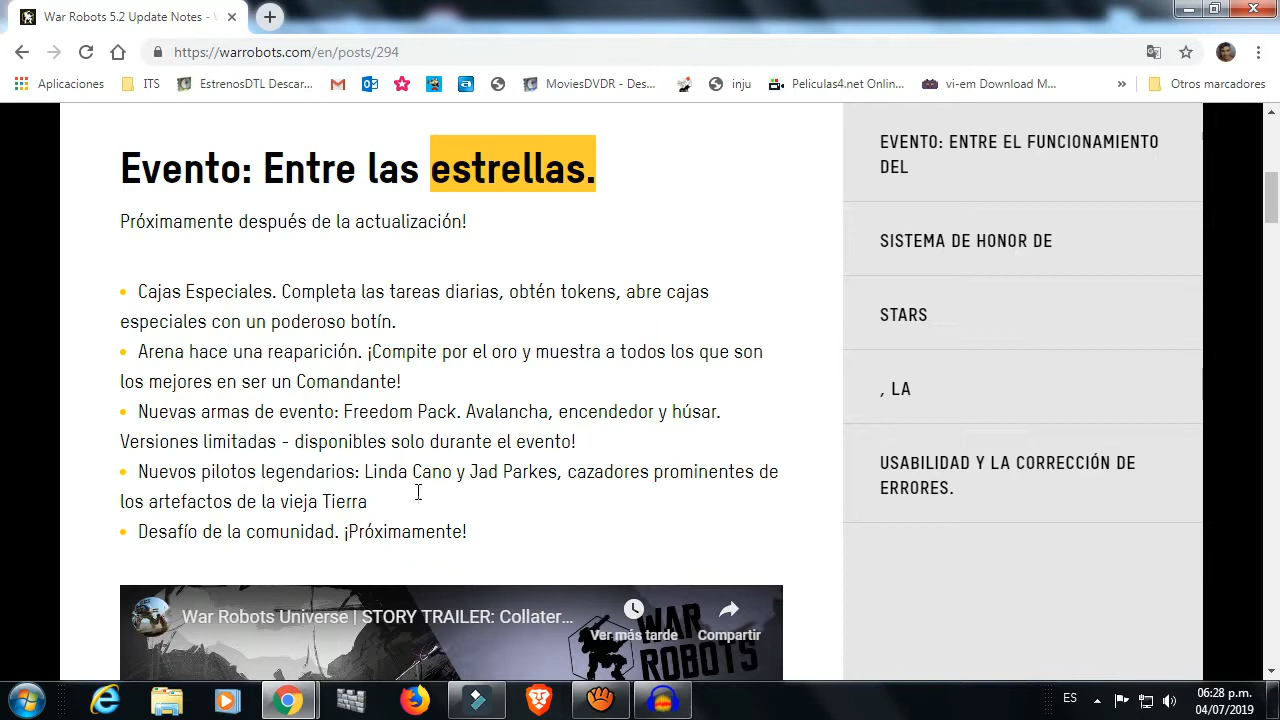 War Robots 5.2 Update Notes -
https://warrobots.com/en/posts/294
Aplicaciones
ITS
EstrenosDTL Descar...
MoviesDVDR - Des...
inju
Peliculas4.net Onlin...
vi-em Download M...
»
Otros marcadores
Evento: Entre las estrellas.
Próximamente después de la actualización!
• Cajas Especiales. Completa las tareas diarias, obtén tokens, abre cajas
especiales con un poderoso botín.
• Arena hace una reaparición. ¡Compite por el oro y muestra a todos los que son
los mejores en ser un Comandante!
• Nuevas armas de evento: Freedom Pack. Avalancha, encendedor y húsar.
Versiones limitadas - disponibles solo durante el evento!
• Nuevos pilotos legendarios: Linda Cano y Jad Parkes, cazadores prominentes de
los artefactos de la vieja Tierra
• Desafío de la comunidad. ¡Próximamente!
War Robots Universe | STORY TRAILER: Collater...
Ver más tarde
Compartir
WAR
ROBOTS
EVENTO: ENTRE EL FUNCIONAMIENTO
DEL
SISTEMA DE HONOR DE
STARS
, LA
USABILIDAD Y LA CORRECCIÓN DE
ERRORES.
ES
06:28 p.m.
04/07/2019